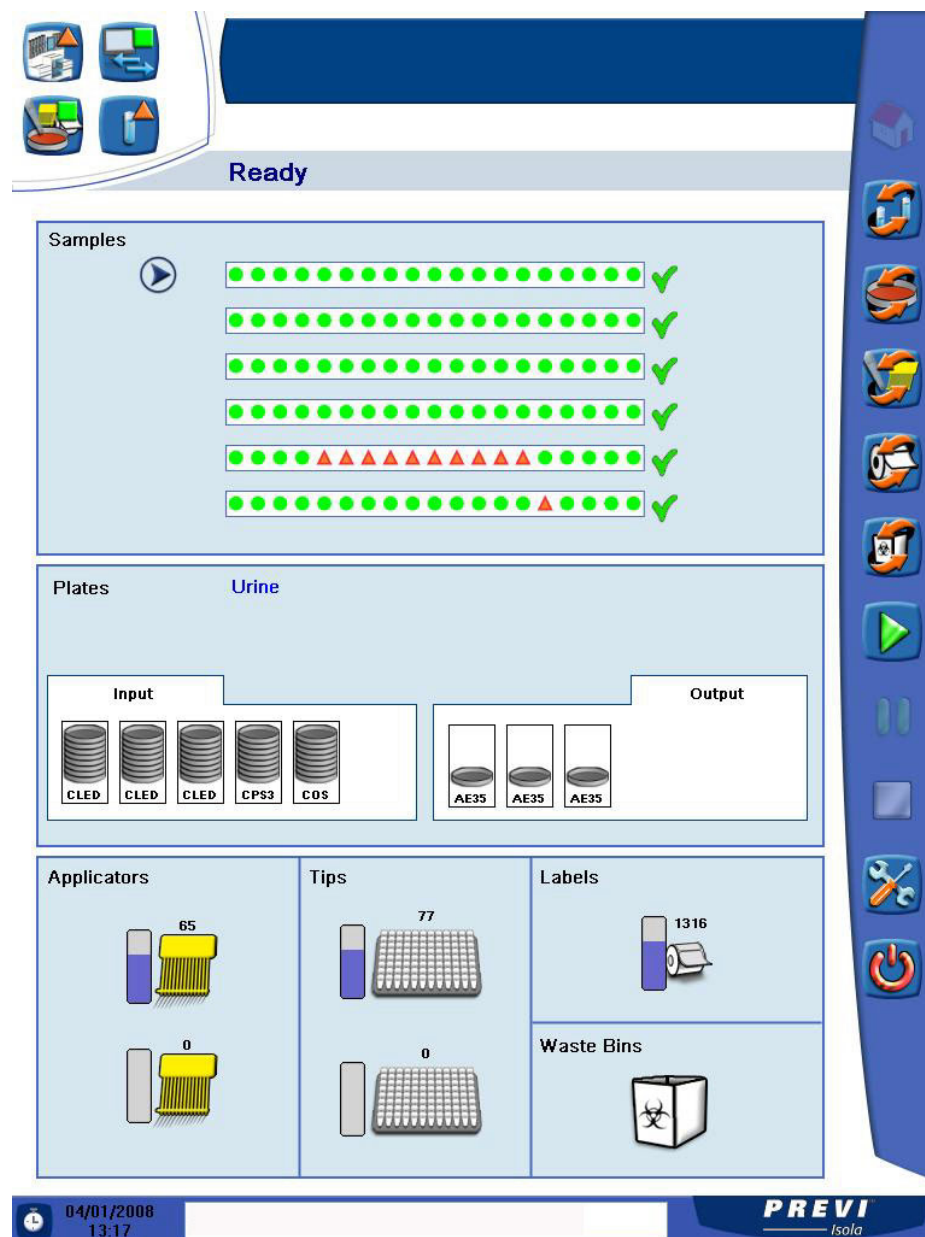 Ready
Samples
Plates
Urine
Input
Output
CLED
CLED
CLED
CPS3
COS
AE35
AE35
AE35
Applicators
65
0
Tips
77
0
Labels
1316
Waste Bins
04/01/2008
13:17
PREVI
Isola